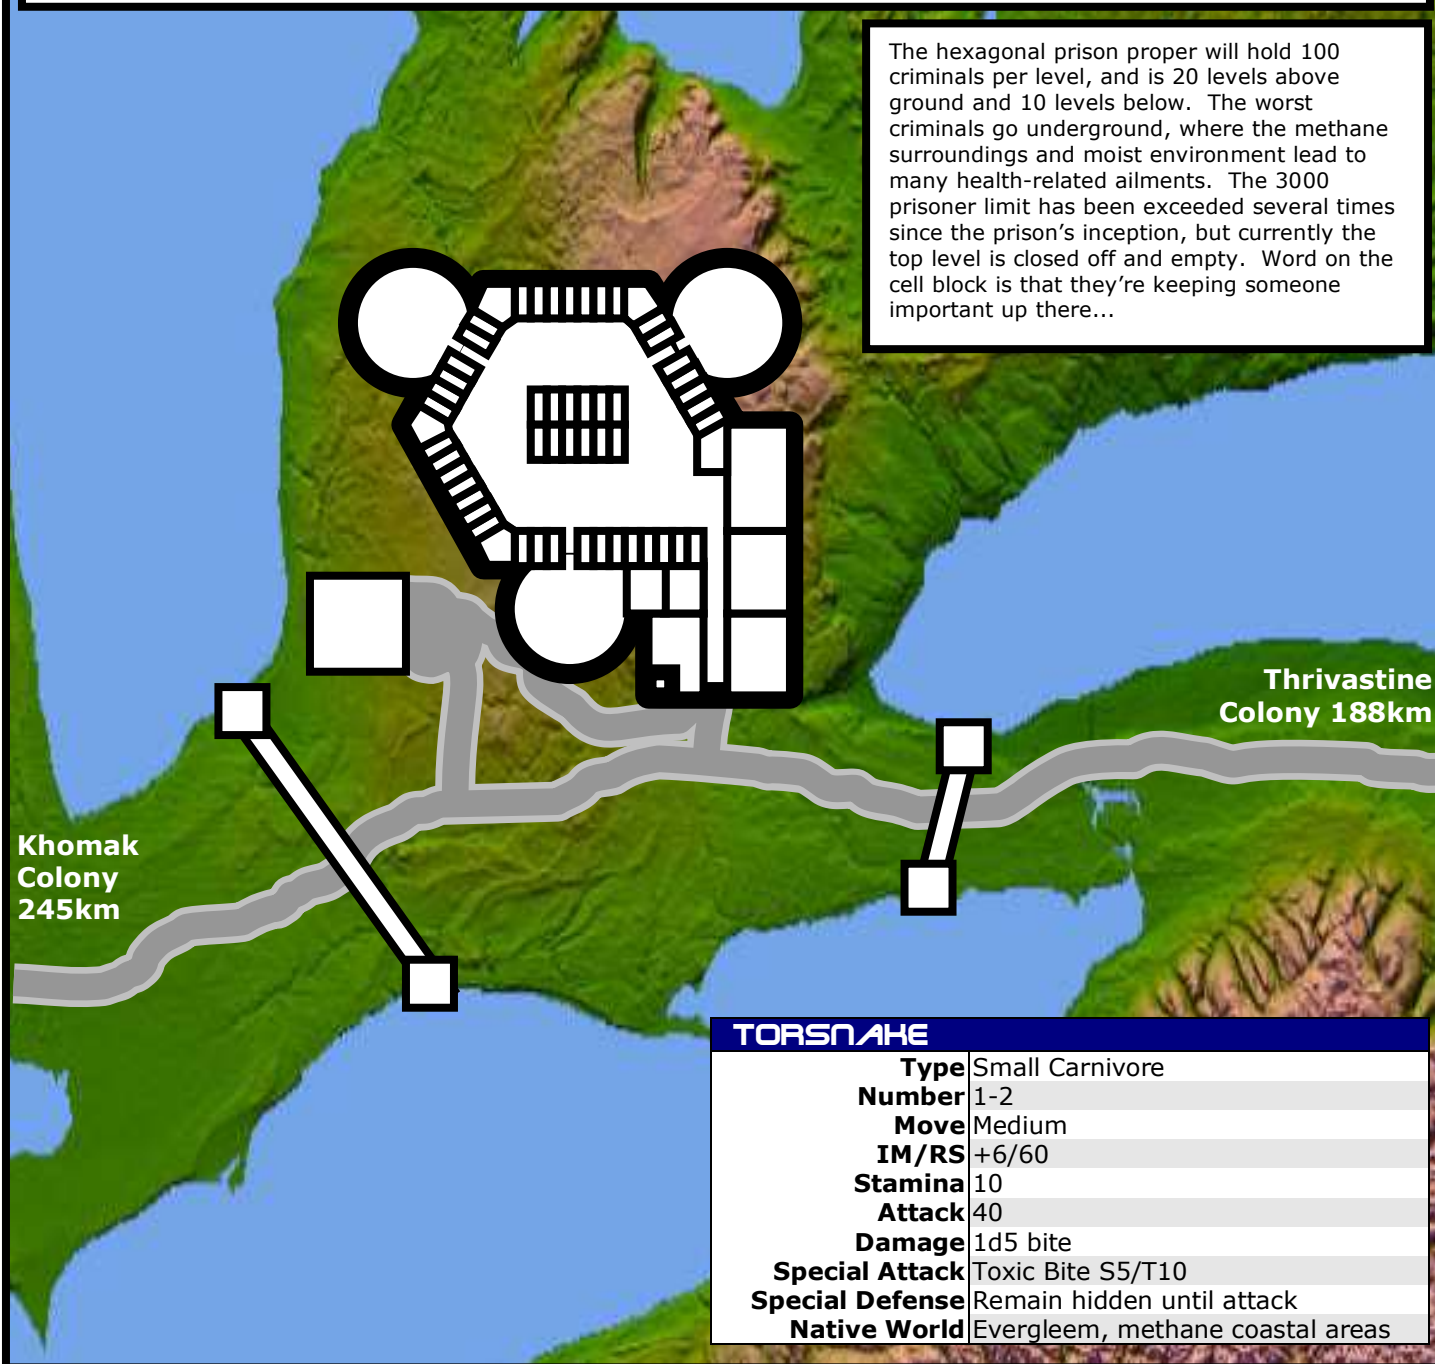 The hexagonal prison proper will hold 100
criminals per level, and is 20 levels above
ground and 10 levels below.  The worst
criminals go underground, where the methane
surroundings and moist environment lead to
many health-related ailments.  The 3000
prisoner limit has been exceeded several times
since the prison's inception, but currently the
top level is closed off and empty.  Word on the
cell block is that they're keeping someone
important up there...
Thrivastine
Colony 188km
Khomak
Colony
245km
TORSNAKE
Type Small Carnivore
Number 1-2
Move Medium
IM/RS +6/60
Stamina 10
Attack 40
Damage 1d5 bite
Special Attack Toxic Bite S5/T10
Special Defense Remain hidden until attack
Native World Evergleem, methane coastal areas